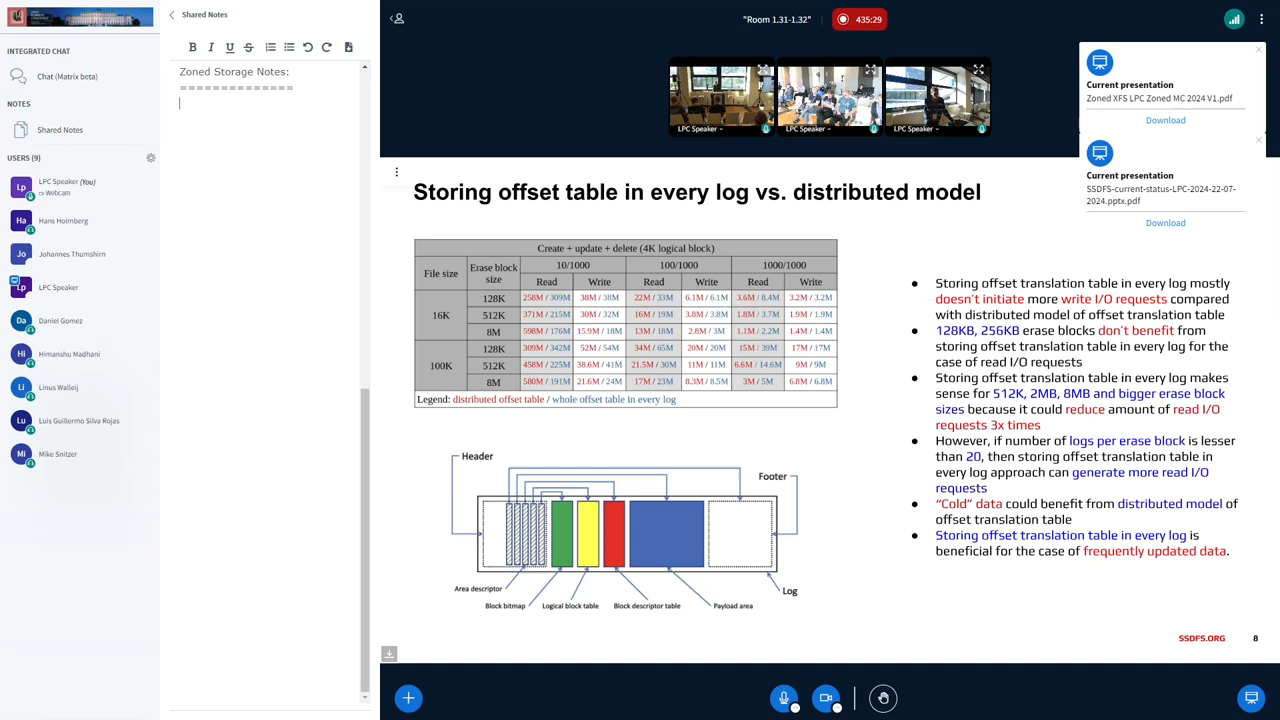 INTEGRATED CHAT
Chat (Matrix beta)
NOTES
Shared Notes
USERS (9)
Lp LPC Speaker (You)
Webcam
Ha Hans Holmberg
Jo Johannes Thumshirn
Lp LPC Speaker
Da Daniel Gomez
Hi Himanshu Madhani
Li Linus Walleij
Lu Luis Guillermo Silva Rojas
Mi Mike Snitzer
Shared Notes
B I U S
Zoned Storage Notes:
==============
"Room 1.31-1.32"
435:29
LPC Speaker
LPC Speaker
LPC Speaker
Current presentation
Zoned XFS LPC Zoned MC 2024 V1.pdf
Download
Current presentation
SSDFS-current-status-LPC-2024-22-07-
2024.pptx.pdf
Download
Storing offset table in every log vs. distributed model
Create + update + delete (4K logical block)
File size Erase block size 10/1000 100/1000 1000/1000
Read Write Read Write Read Write
16K 128K 258M / 309M 38M / 38M 22M / 33M 6.1M / 6.1M 3.6M / 8.4M 3.2M / 3.2M
512K 371M / 215M 30M / 32M 16M / 19M 3.8M / 3.8M 1.8M / 3.7M 1.9M / 1.9M
8M 598M / 176M 15.9M / 18M 13M / 18M 2.8M / 3M 1.1M / 2.2M 1.4M / 1.4M
100K 128K 309M / 342M 52M / 54M 34M / 65M 20M / 20M 15M / 39M 17M / 17M
512K 458M / 225M 38.6M / 41M 21.5M / 30M 11M / 11M 6.6M / 14.6M 9M / 9M
8M 580M / 191M 21.6M / 24M 17M / 23M 8.3M / 8.5M 3M / 5M 6.8M / 6.8M
Legend: distributed offset table / whole offset table in every log
Header
Footer
Area descriptor
Block bitmap
Logical block table
Block descriptor table
Payload area
Log
● Storing offset translation table in every log mostly
doesn't initiate more write I/O requests compared
with distributed model of offset translation table
● 128KB, 256KB erase blocks don't benefit from
storing offset translation table in every log for the
case of read I/O requests
● Storing offset translation table in every log makes
sense for 512K, 2MB, 8MB and bigger erase block
sizes because it could reduce amount of read I/O
requests 3x times
● However, if number of logs per erase block is lesser
than 20, then storing offset translation table in
every log approach can generate more read I/O
requests
● "Cold" data could benefit from distributed model of
offset translation table
● Storing offset translation table in every log is
beneficial for the case of frequently updated data.
SSDFS.ORG 8